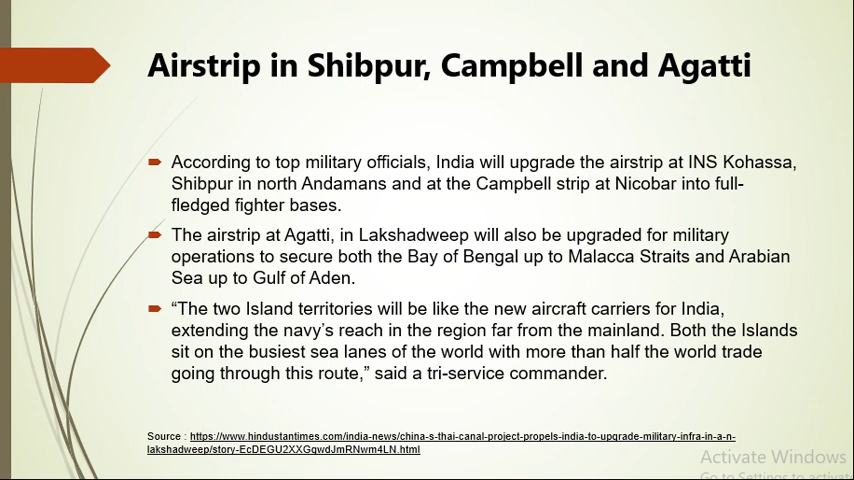 Airstrip in Shibpur, Campbell and Agatti
According to top military officials, India will upgrade the airstrip at INS Kohassa,
Shibpur in north Andamans and at the Campbell strip at Nicobar into full-
fledged fighter bases.
The airstrip at Agatti, in Lakshadweep will also be upgraded for military
operations to secure both the Bay of Bengal up to Malacca Straits and Arabian
Sea up to Gulf of Aden.
“The two Island territories will be like the new aircraft carriers for India,
extending the navy’s reach in the region far from the mainland. Both the Islands
sit on the busiest sea lanes of the world with more than half the world trade
going through this route,” said a tri-service commander.
Source : https://www.hindustantimes.com/india-news/china-s-thai-canal-project-propels-india-to-upgrade-military-infra-in-a-n-
lakshadweep/story-EcDEGU2XXGqwdJmRNwm4LN.html
Activate Windows
Go to Settings to activate